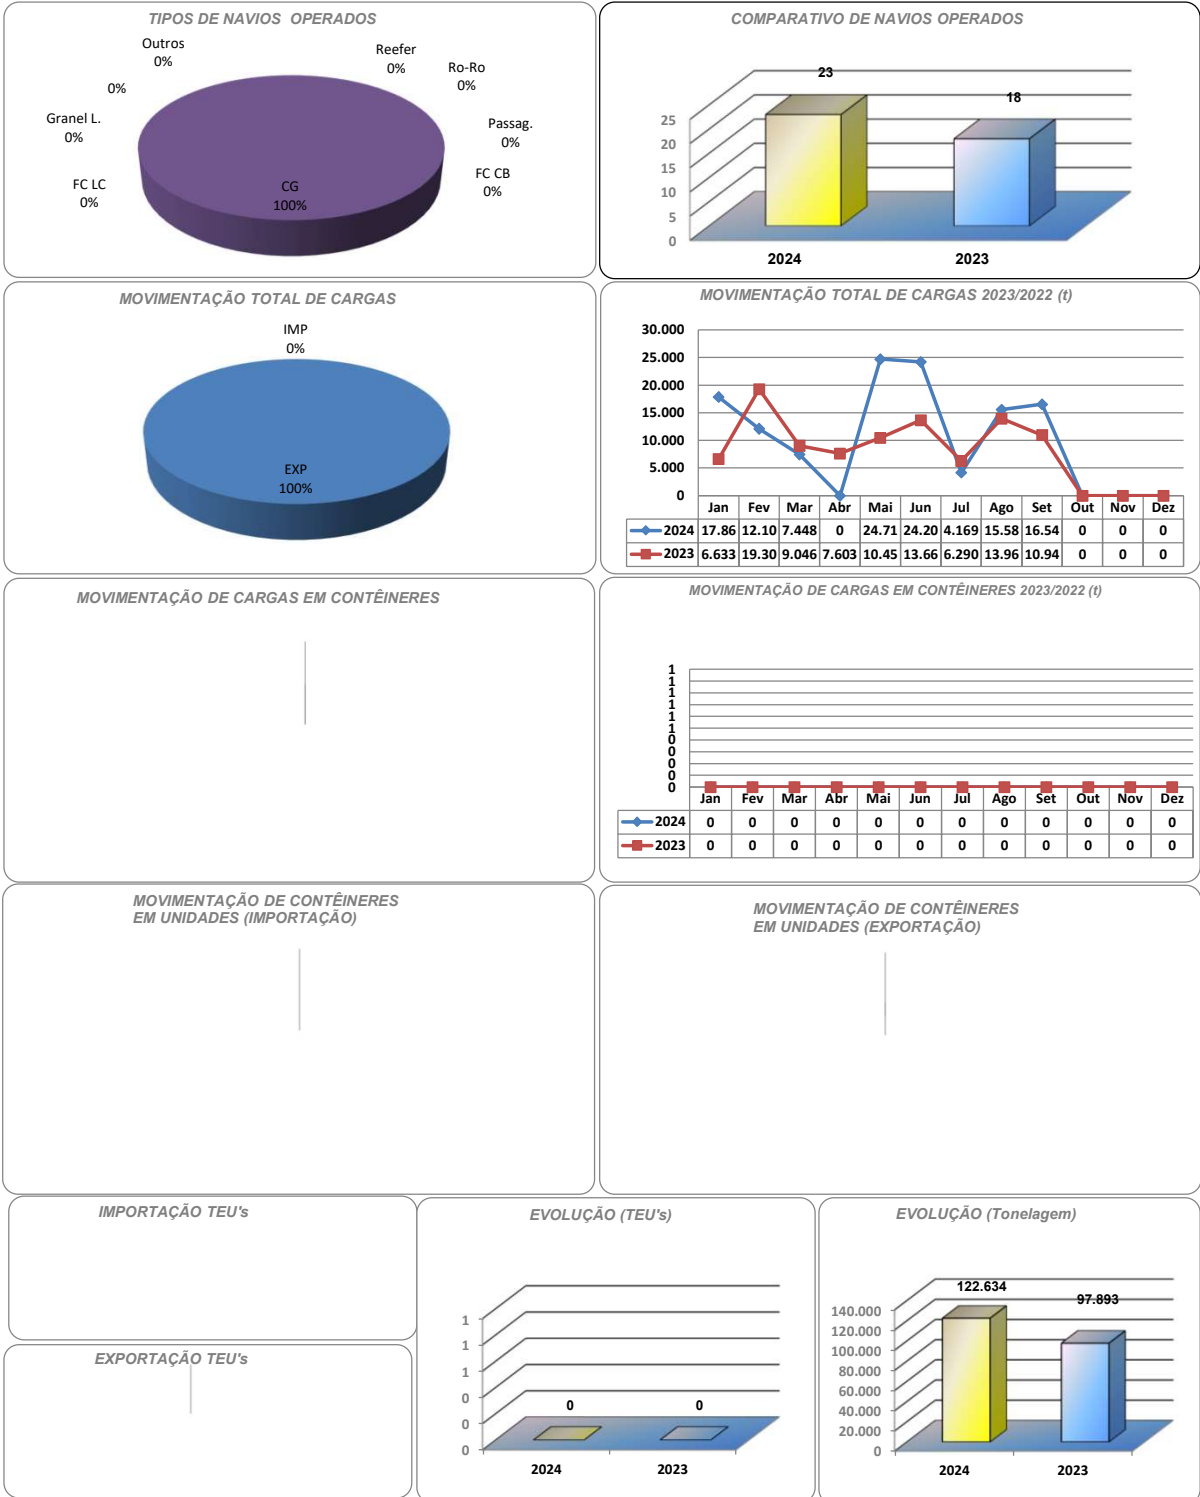 TIPOS DE NAVIOS OPERADOS
Outros
0%
Reefer
0%
Ro-Ro
0%
0%
Granel L.
0%
Passag.
0%
FC LC
0%
FC CB
0%
CG
100%
COMPARATIVO DE NAVIOS OPERADOS
23
18
25
20
15
10
5
0
2024 2023
MOVIMENTAÇÃO TOTAL DE CARGAS
IMP
0%
EXP
100%
MOVIMENTAÇÃO TOTAL DE CARGAS 2023/2022 (t)
30.000
25.000
20.000
15.000
10.000
5.000
0
Jan Fev Mar Abr Mai Jun Jul Ago Set Out Nov Dez
2024 17.86 12.10 7.448 0 24.71 24.20 4.169 15.58 16.54 0 0 0
2023 6.633 19.30 9.046 7.603 10.45 13.66 6.290 13.96 10.94 0 0 0
MOVIMENTAÇÃO DE CARGAS EM CONTÊINERES
MOVIMENTAÇÃO DE CARGAS EM CONTÊINERES 2023/2022 (t)
1
1
1
1
1
1
0
0
0
0
0
Jan Fev Mar Abr Mai Jun Jul Ago Set Out Nov Dez
2024 0 0 0 0 0 0 0 0 0 0 0 0
2023 0 0 0 0 0 0 0 0 0 0 0 0
MOVIMENTAÇÃO DE CONTÊINERES
EM UNIDADES (IMPORTAÇÃO)
MOVIMENTAÇÃO DE CONTÊINERES
EM UNIDADES (EXPORTAÇÃO)
IMPORTAÇÃO TEU's
EXPORTAÇÃO TEU's
EVOLUÇÃO (TEU's)
1
1
1
0
0
0
0 0
2024 2023
EVOLUÇÃO (Tonelagem)
122.634
97.893
140.000
120.000
100.000
80.000
60.000
40.000
20.000
0
2024 2023